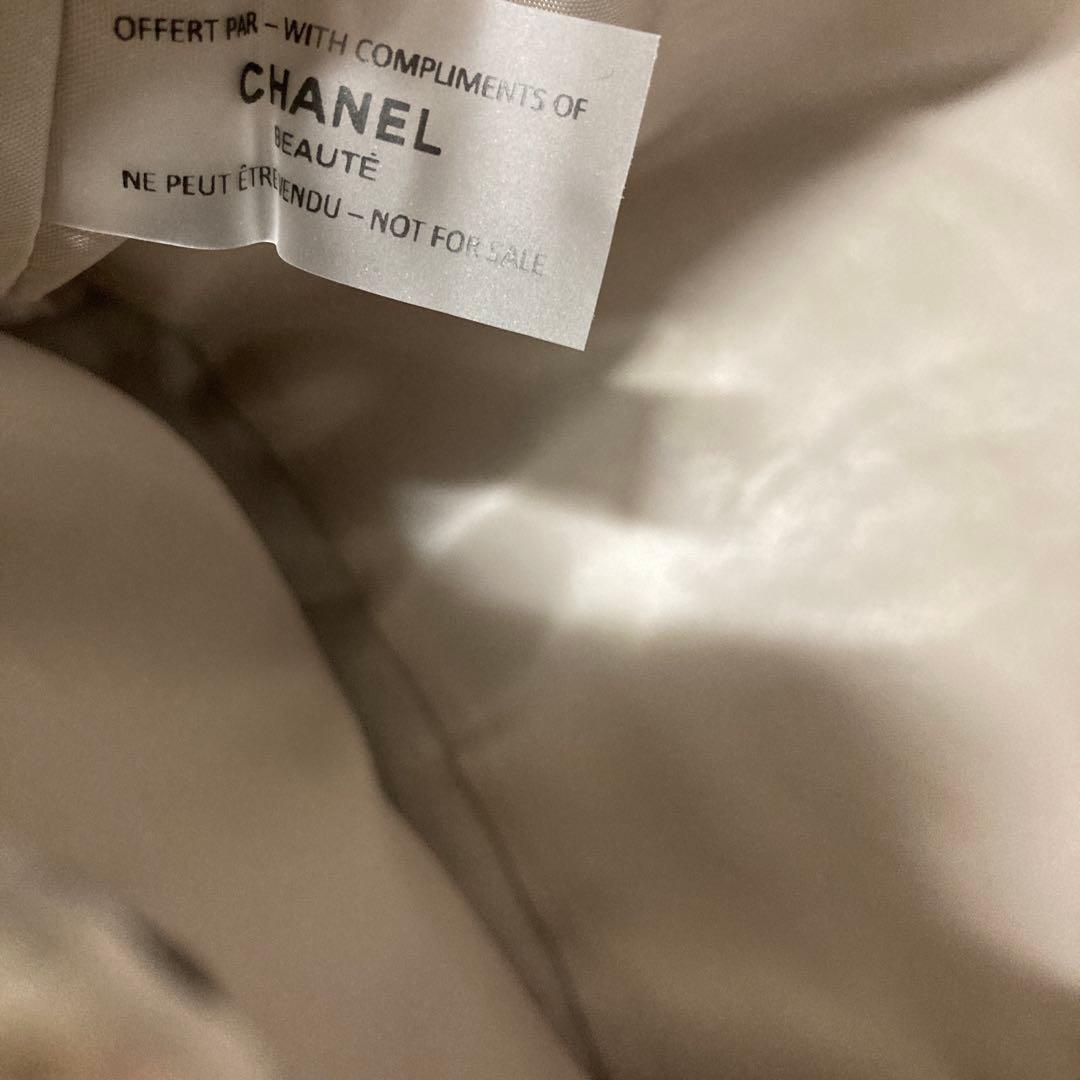 OFFERT PAR – WITH COMPLIMENTS OF
CHANEL
BEAUTÉ
NE PEUT ÊTRE VENDU – NOT FOR SALE